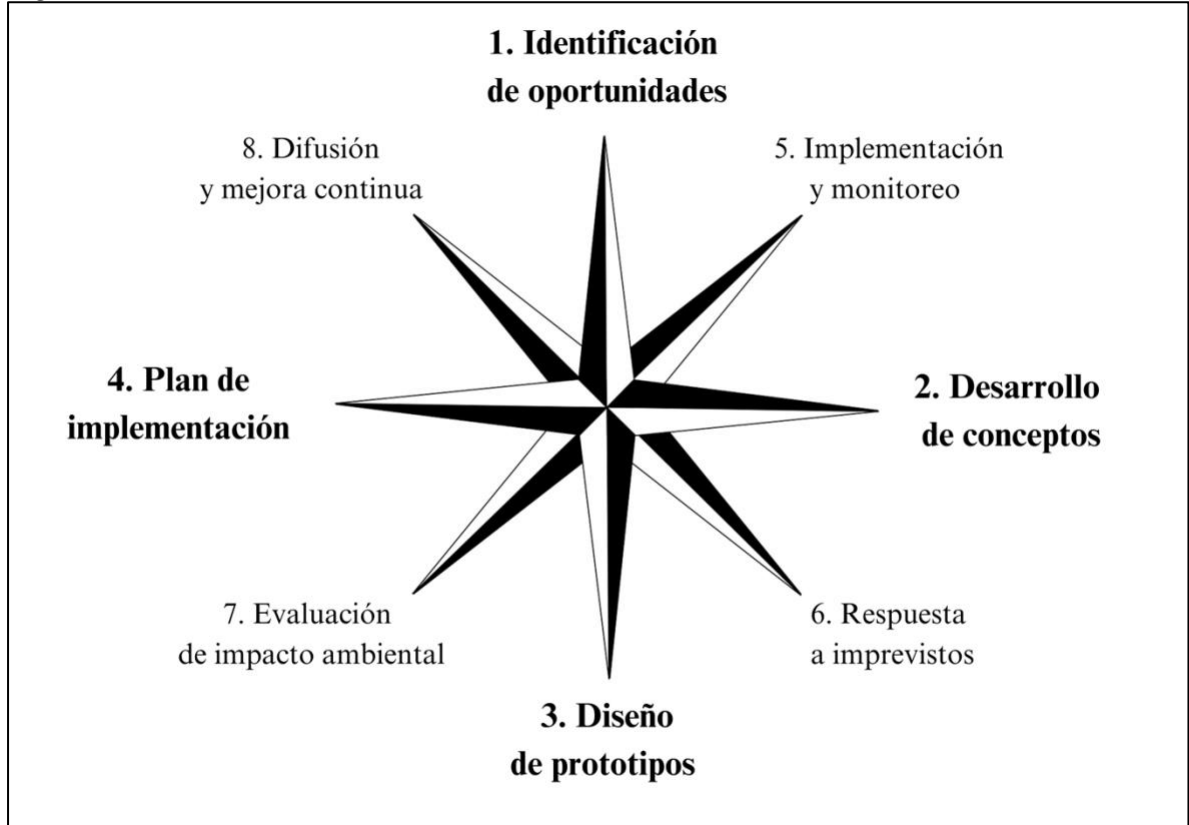 1. Identificación
de oportunidades
8. Difusión
y mejora continua
5. Implementación
y monitoreo
4. Plan de
implementación
2. Desarrollo
de conceptos
7. Evaluación
de impacto ambiental
6. Respuesta
a imprevistos
3. Diseño
de prototipos